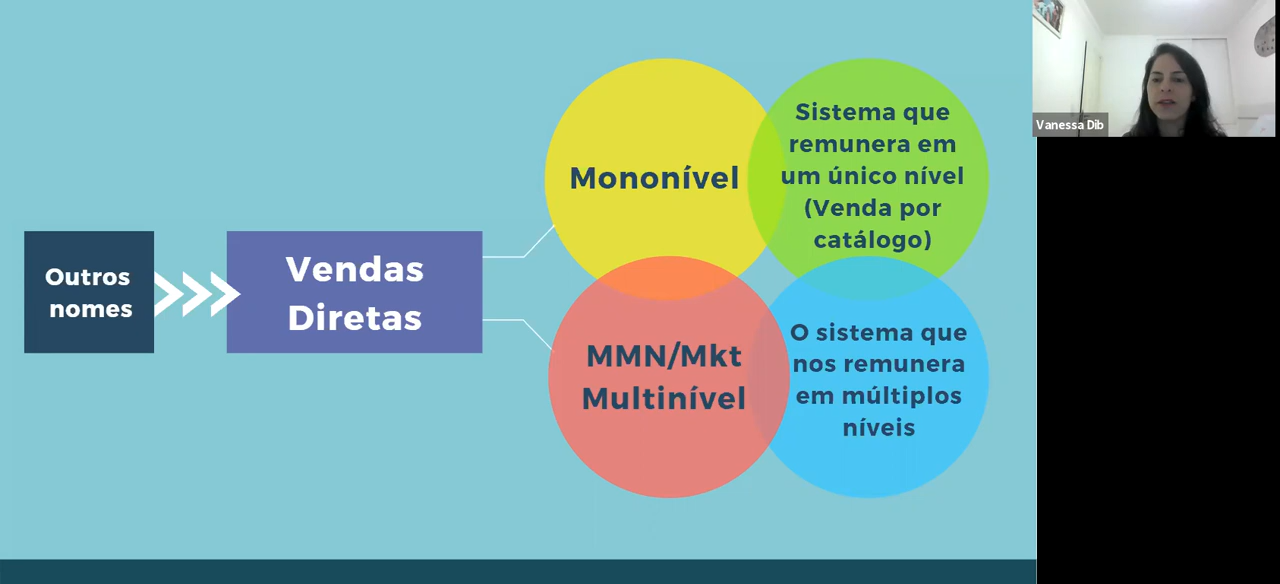 Outros
nomes
Vendas
Diretas
Mononível
Sistema que
remunera em
um único nível
(Venda por
catálogo)
MMN/Mkt
Multinível
O sistema que
nos remunera
em múltiplos
níveis
Vanessa Dib